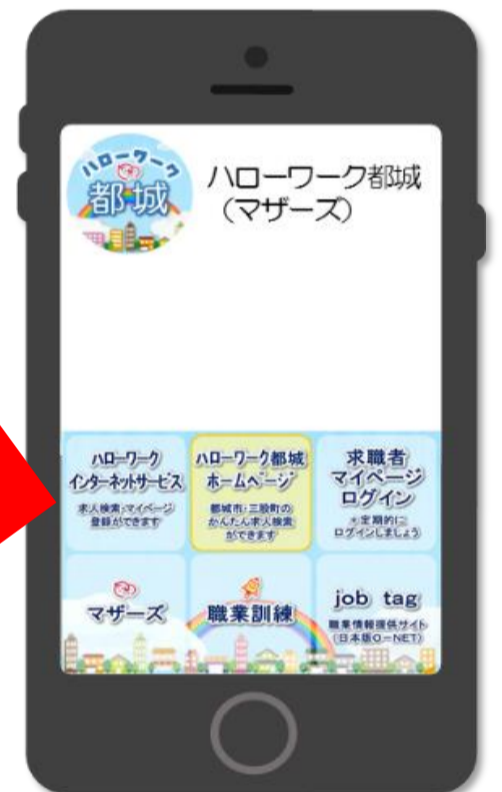 ハローワーク
都城
ハローワーク都城
(マザーズ)
ハローワーク
インターネットサービス
求人検索・マイページ
登録ができます
ハローワーク都城
ホームページ
都城市・三股町の
かんたん求人検索
ができます
求職者
マイページ
ログイン
*定期的に
ログインしましょう
マザーズ
職業訓練
job tag
職業情報提供サイト
(日本版O-NET)